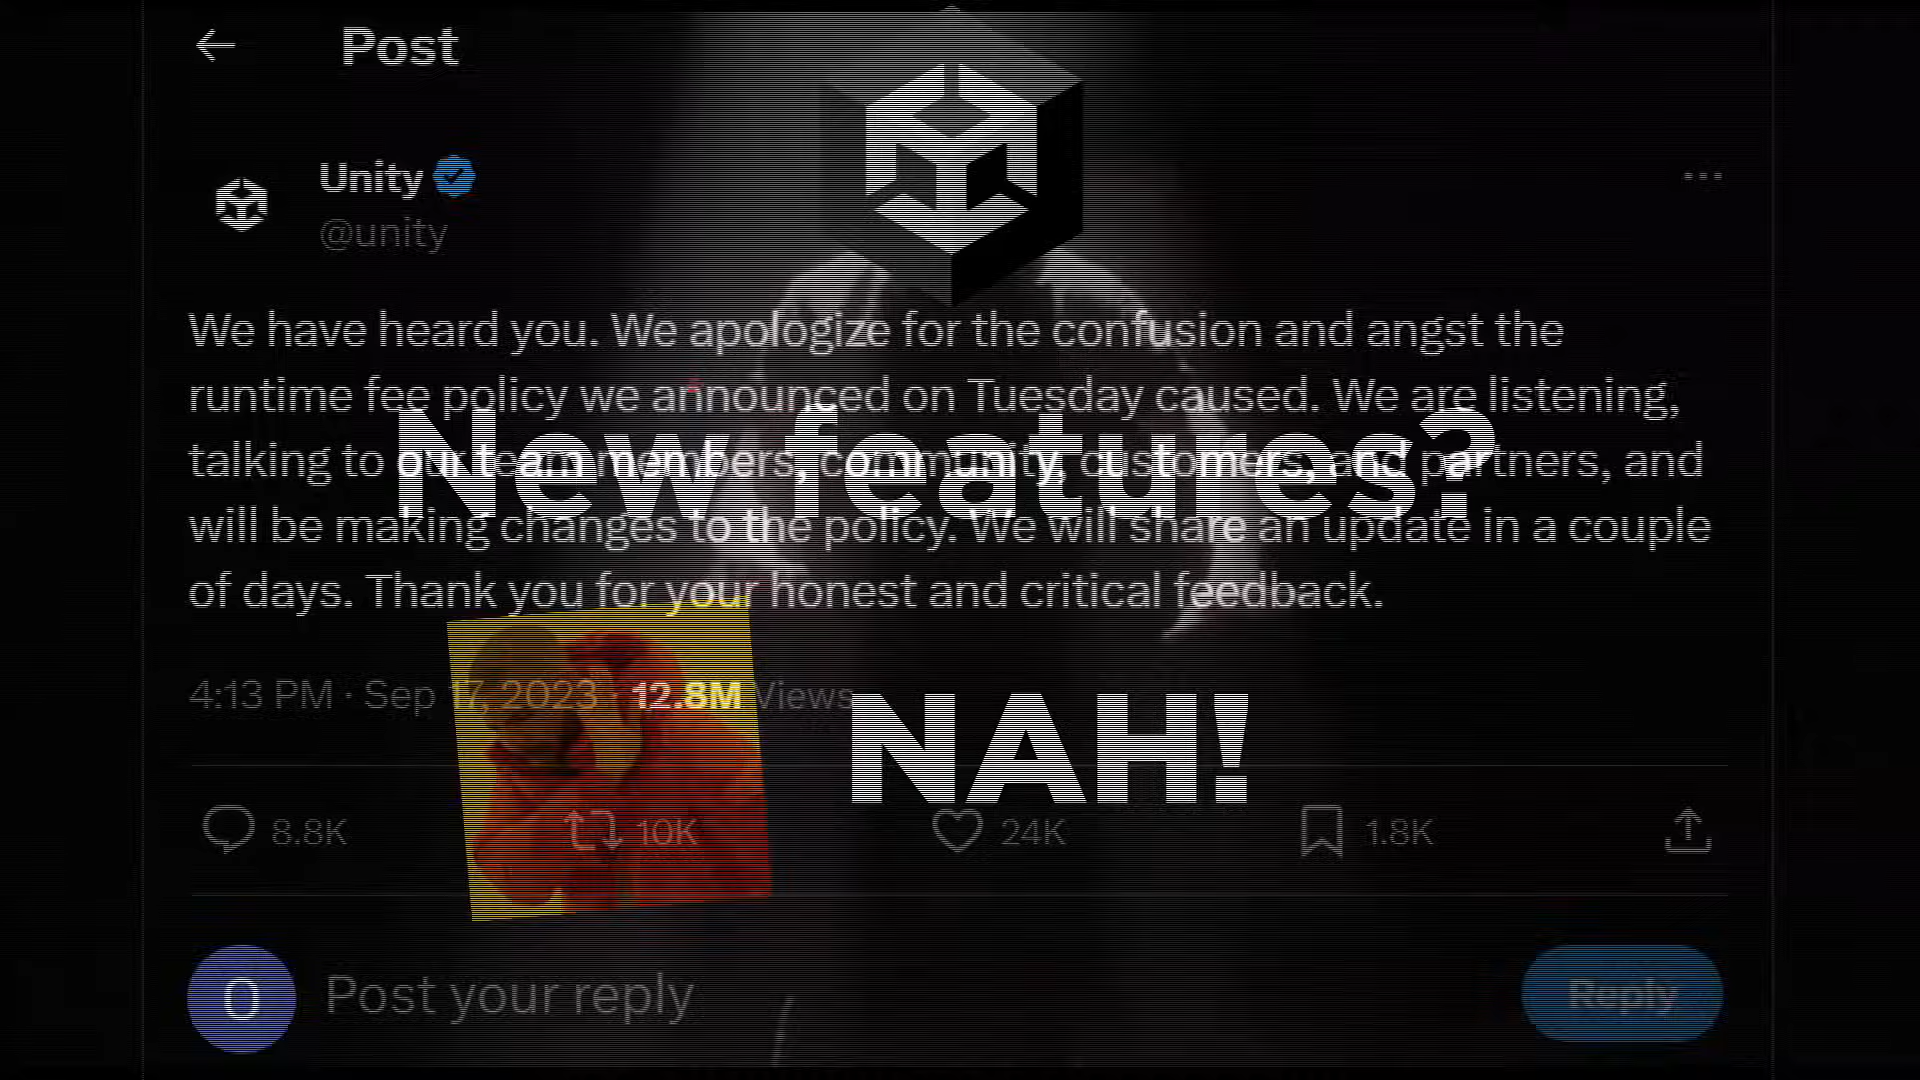 Post
Unity
@unity
We have heard you. We apologize for the confusion and angst the
runtime fee policy we announced on Tuesday caused. We are listening,
talking to our team members, community, customers, and partners, and
will be making changes to the policy. We will share an update in a couple
of days. Thank you for your honest and critical feedback.
New features?
4:13 PM · Sep 17, 2023 · 12.8M Views
NAH!
8.8K 10K 24K 1.8K
O
Post your reply
Reply